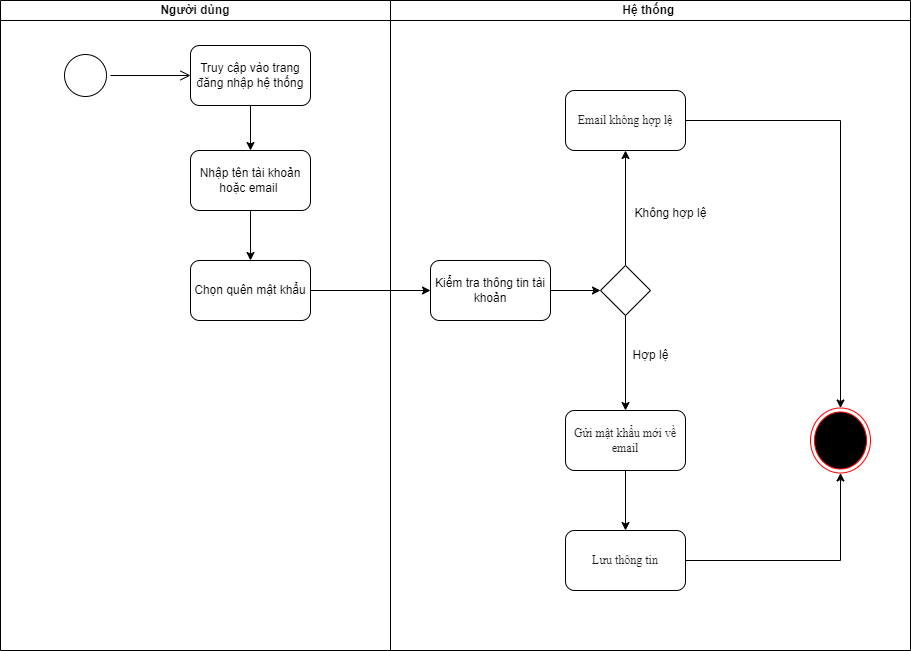 Người dùng
Hệ thống
Truy cập vào trang
đăng nhập hệ thống
Nhập tên tài khoản
hoặc email
Chọn quên mật khẩu
Kiểm tra thông tin tài
khoản
Email không hợp lệ
Không hợp lệ
Hợp lệ
Gửi mật khẩu mới về
email
Lưu thông tin